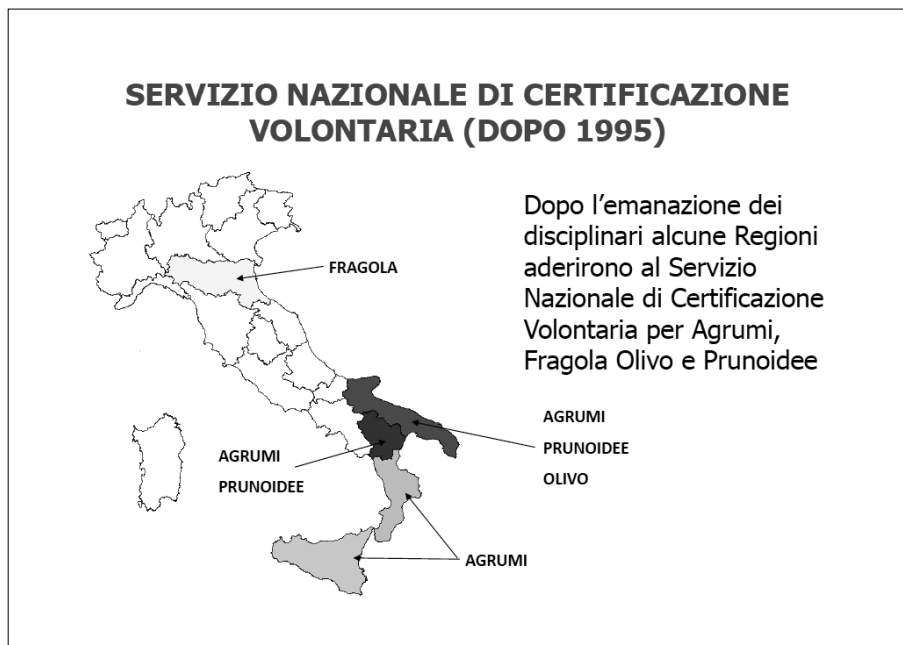 SERVIZIO NAZIONALE DI CERTIFICAZIONE
VOLONTARIA (DOPO 1995)
Dopo l’emanazione dei
disciplinari alcune Regioni
aderirono al Servizio
Nazionale di Certificazione
Volontaria per Agrumi,
Fragola Olivo e Prunoidee
FRAGOLA
AGRUMI
PRUNOIDEE
OLIVO
AGRUMI
PRUNOIDEE
AGRUMI